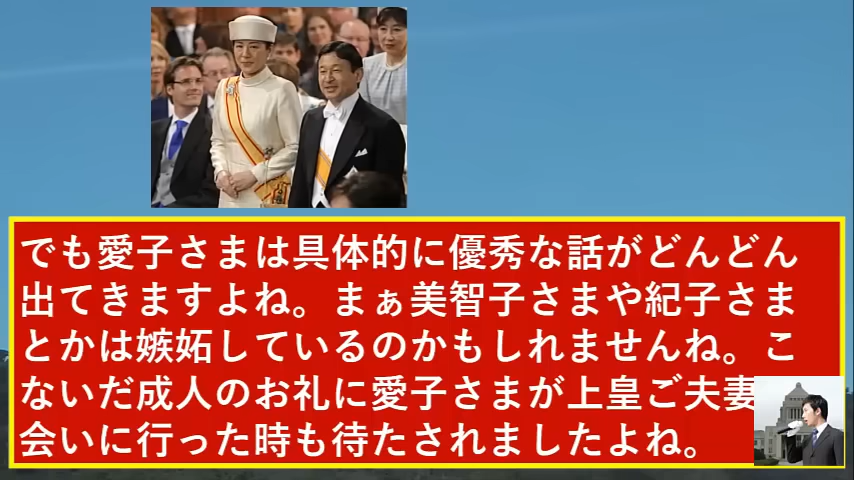 でも愛子さまは具体的に優秀な話がどんどん
出てきますよね。まぁ美智子さまや紀子さま
とかは嫉妬しているのかもしれませんね。こ
ないだ成人のお礼に愛子さまが上皇ご夫妻
会いに行った時も待たされましたよね。